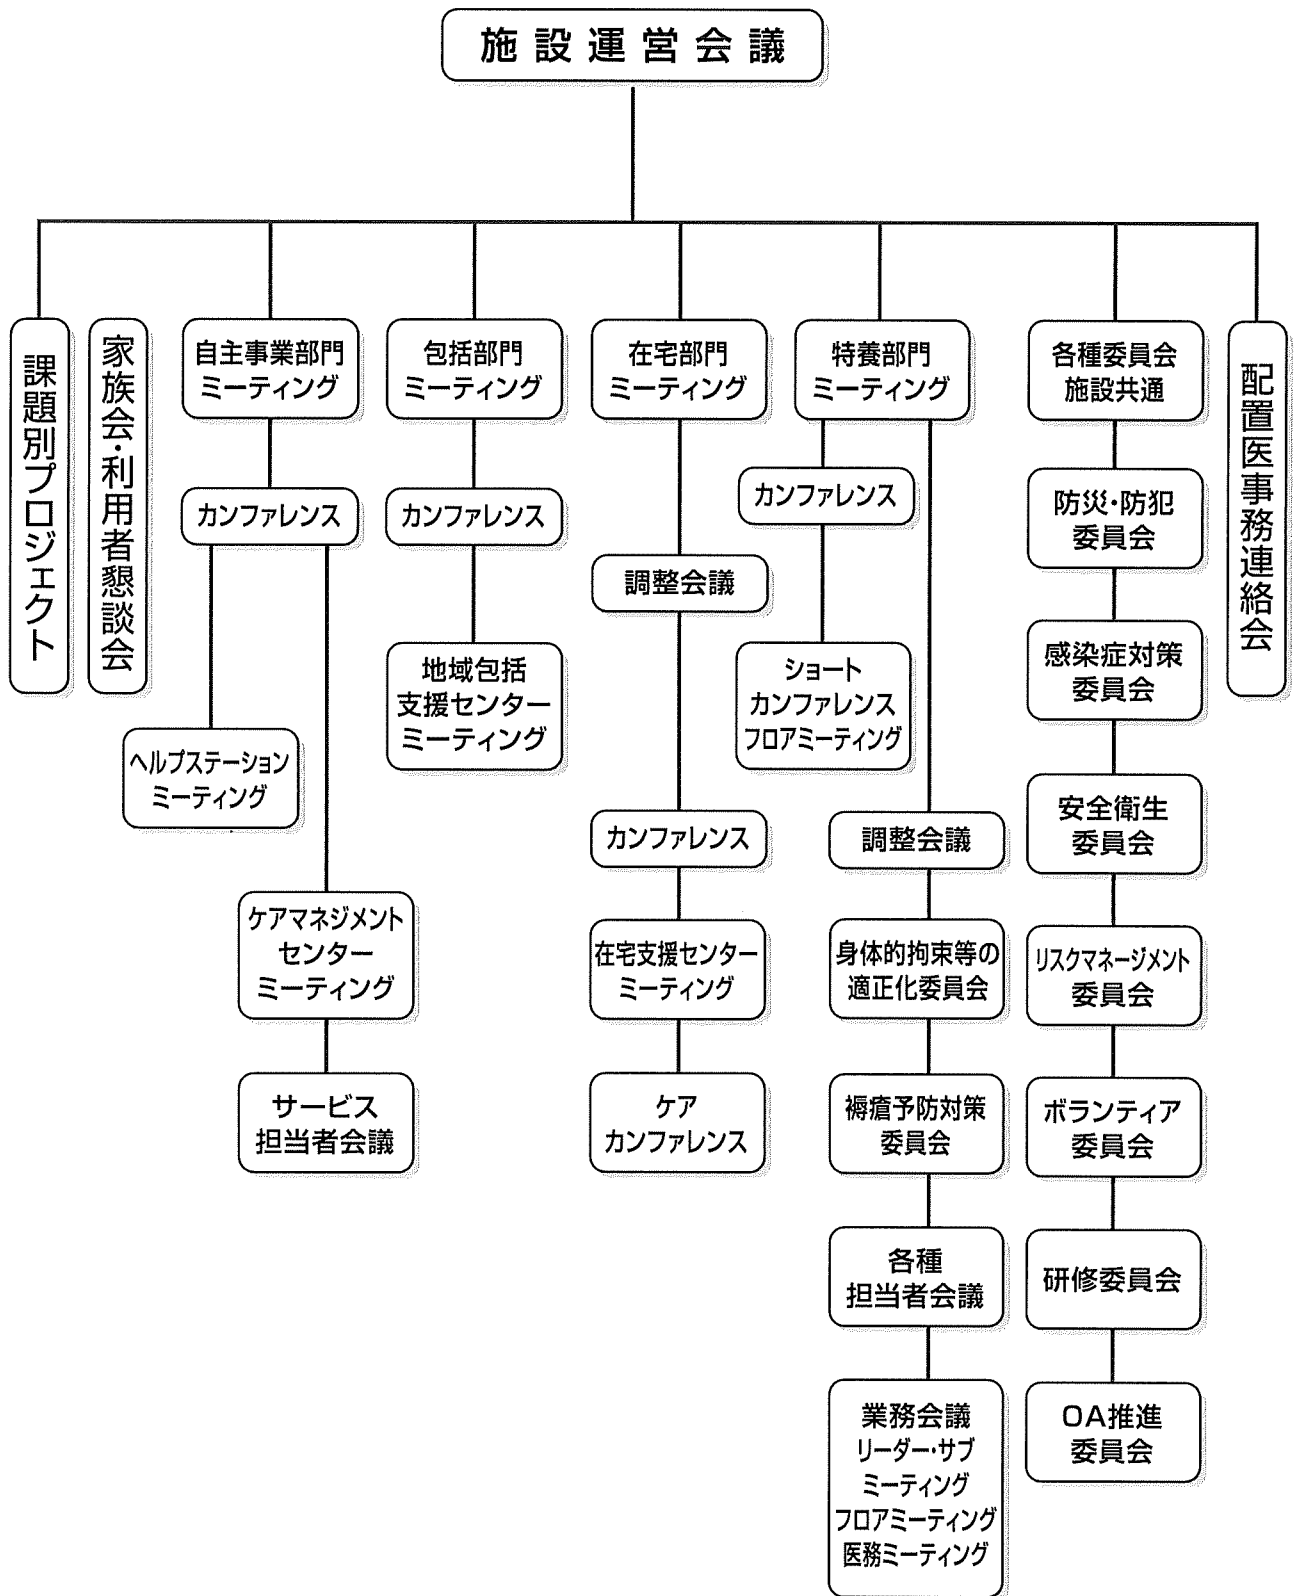 施設運営会議
課題別プロジェクト
家族会・利用者懇談会
自主事業部門
ミーティング
カンファレンス
ヘルプステーション
ミーティング
ケアマネジメント
センター
ミーティング
サービス
担当者会議
包括部門
ミーティング
カンファレンス
地域包括
支援センター
ミーティング
在宅部門
ミーティング
調整会議
カンファレンス
在宅支援センター
ミーティング
ケア
カンファレンス
特養部門
ミーティング
カンファレンス
ショート
カンファレンス
フロアミーティング
調整会議
身体的拘束等の
適正化委員会
褥瘡予防対策
委員会
各種
担当者会議
業務会議
リーダー・サブ
ミーティング
フロアミーティング
医務ミーティング
各種委員会
施設共通
防災・防犯
委員会
感染症対策
委員会
安全衛生
委員会
リスクマネージメント
委員会
ボランティア
委員会
研修委員会
OA推進
委員会
配置医事務連絡会